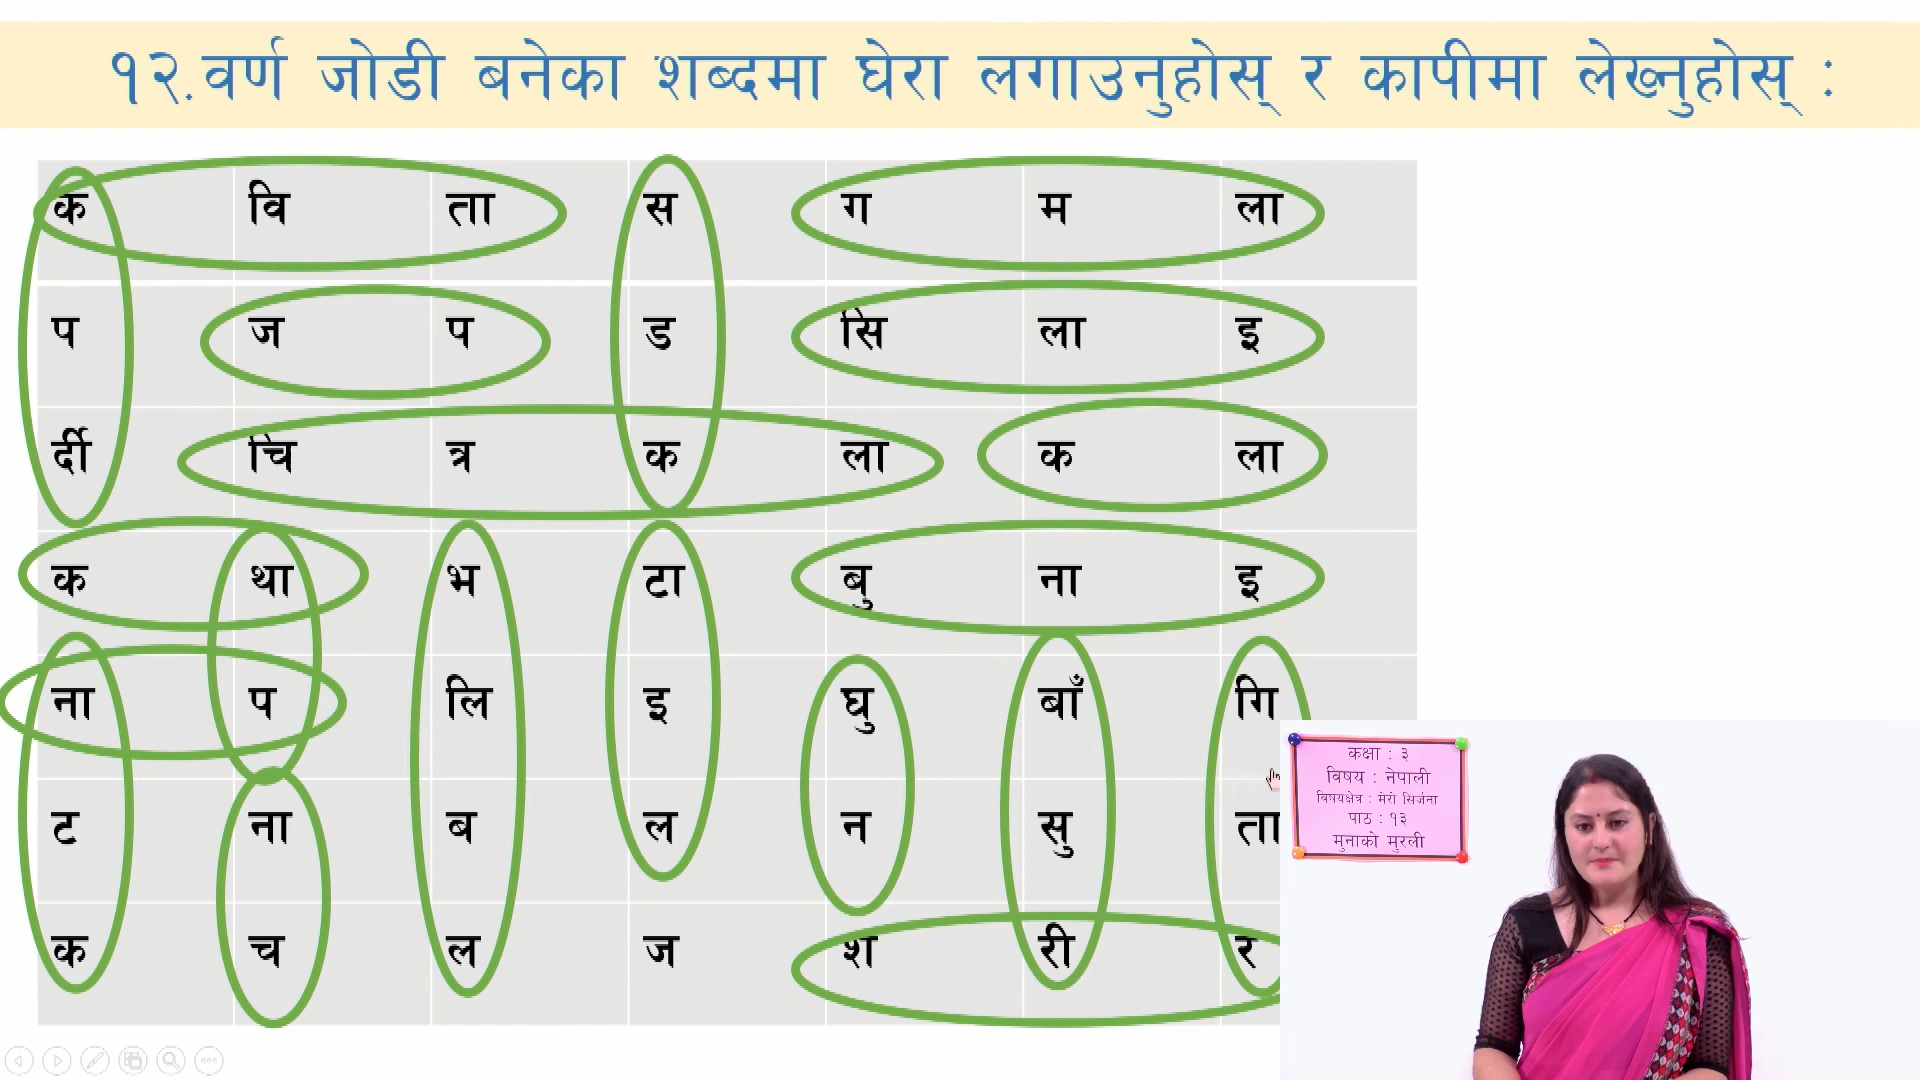 १२.वर्ण जोडी बनेका शब्दमा घेरा लगाउनुहोस् र कापीमा लेख्नुहोस् :
क वि ता स ग म ला
प ज प ड सि ला इ
र्दी चि त्र क ला क ला
क था भ टा बु ना इ
ना प लि इ घु बाँ गि
ट ना ब ल न सु ता
क च ल ज श री र
कक्षा : ३
विषय : नेपाली
विषयक्षेत्र : मेरो सिर्जना
पाठ : १३
मुनाको मुरली